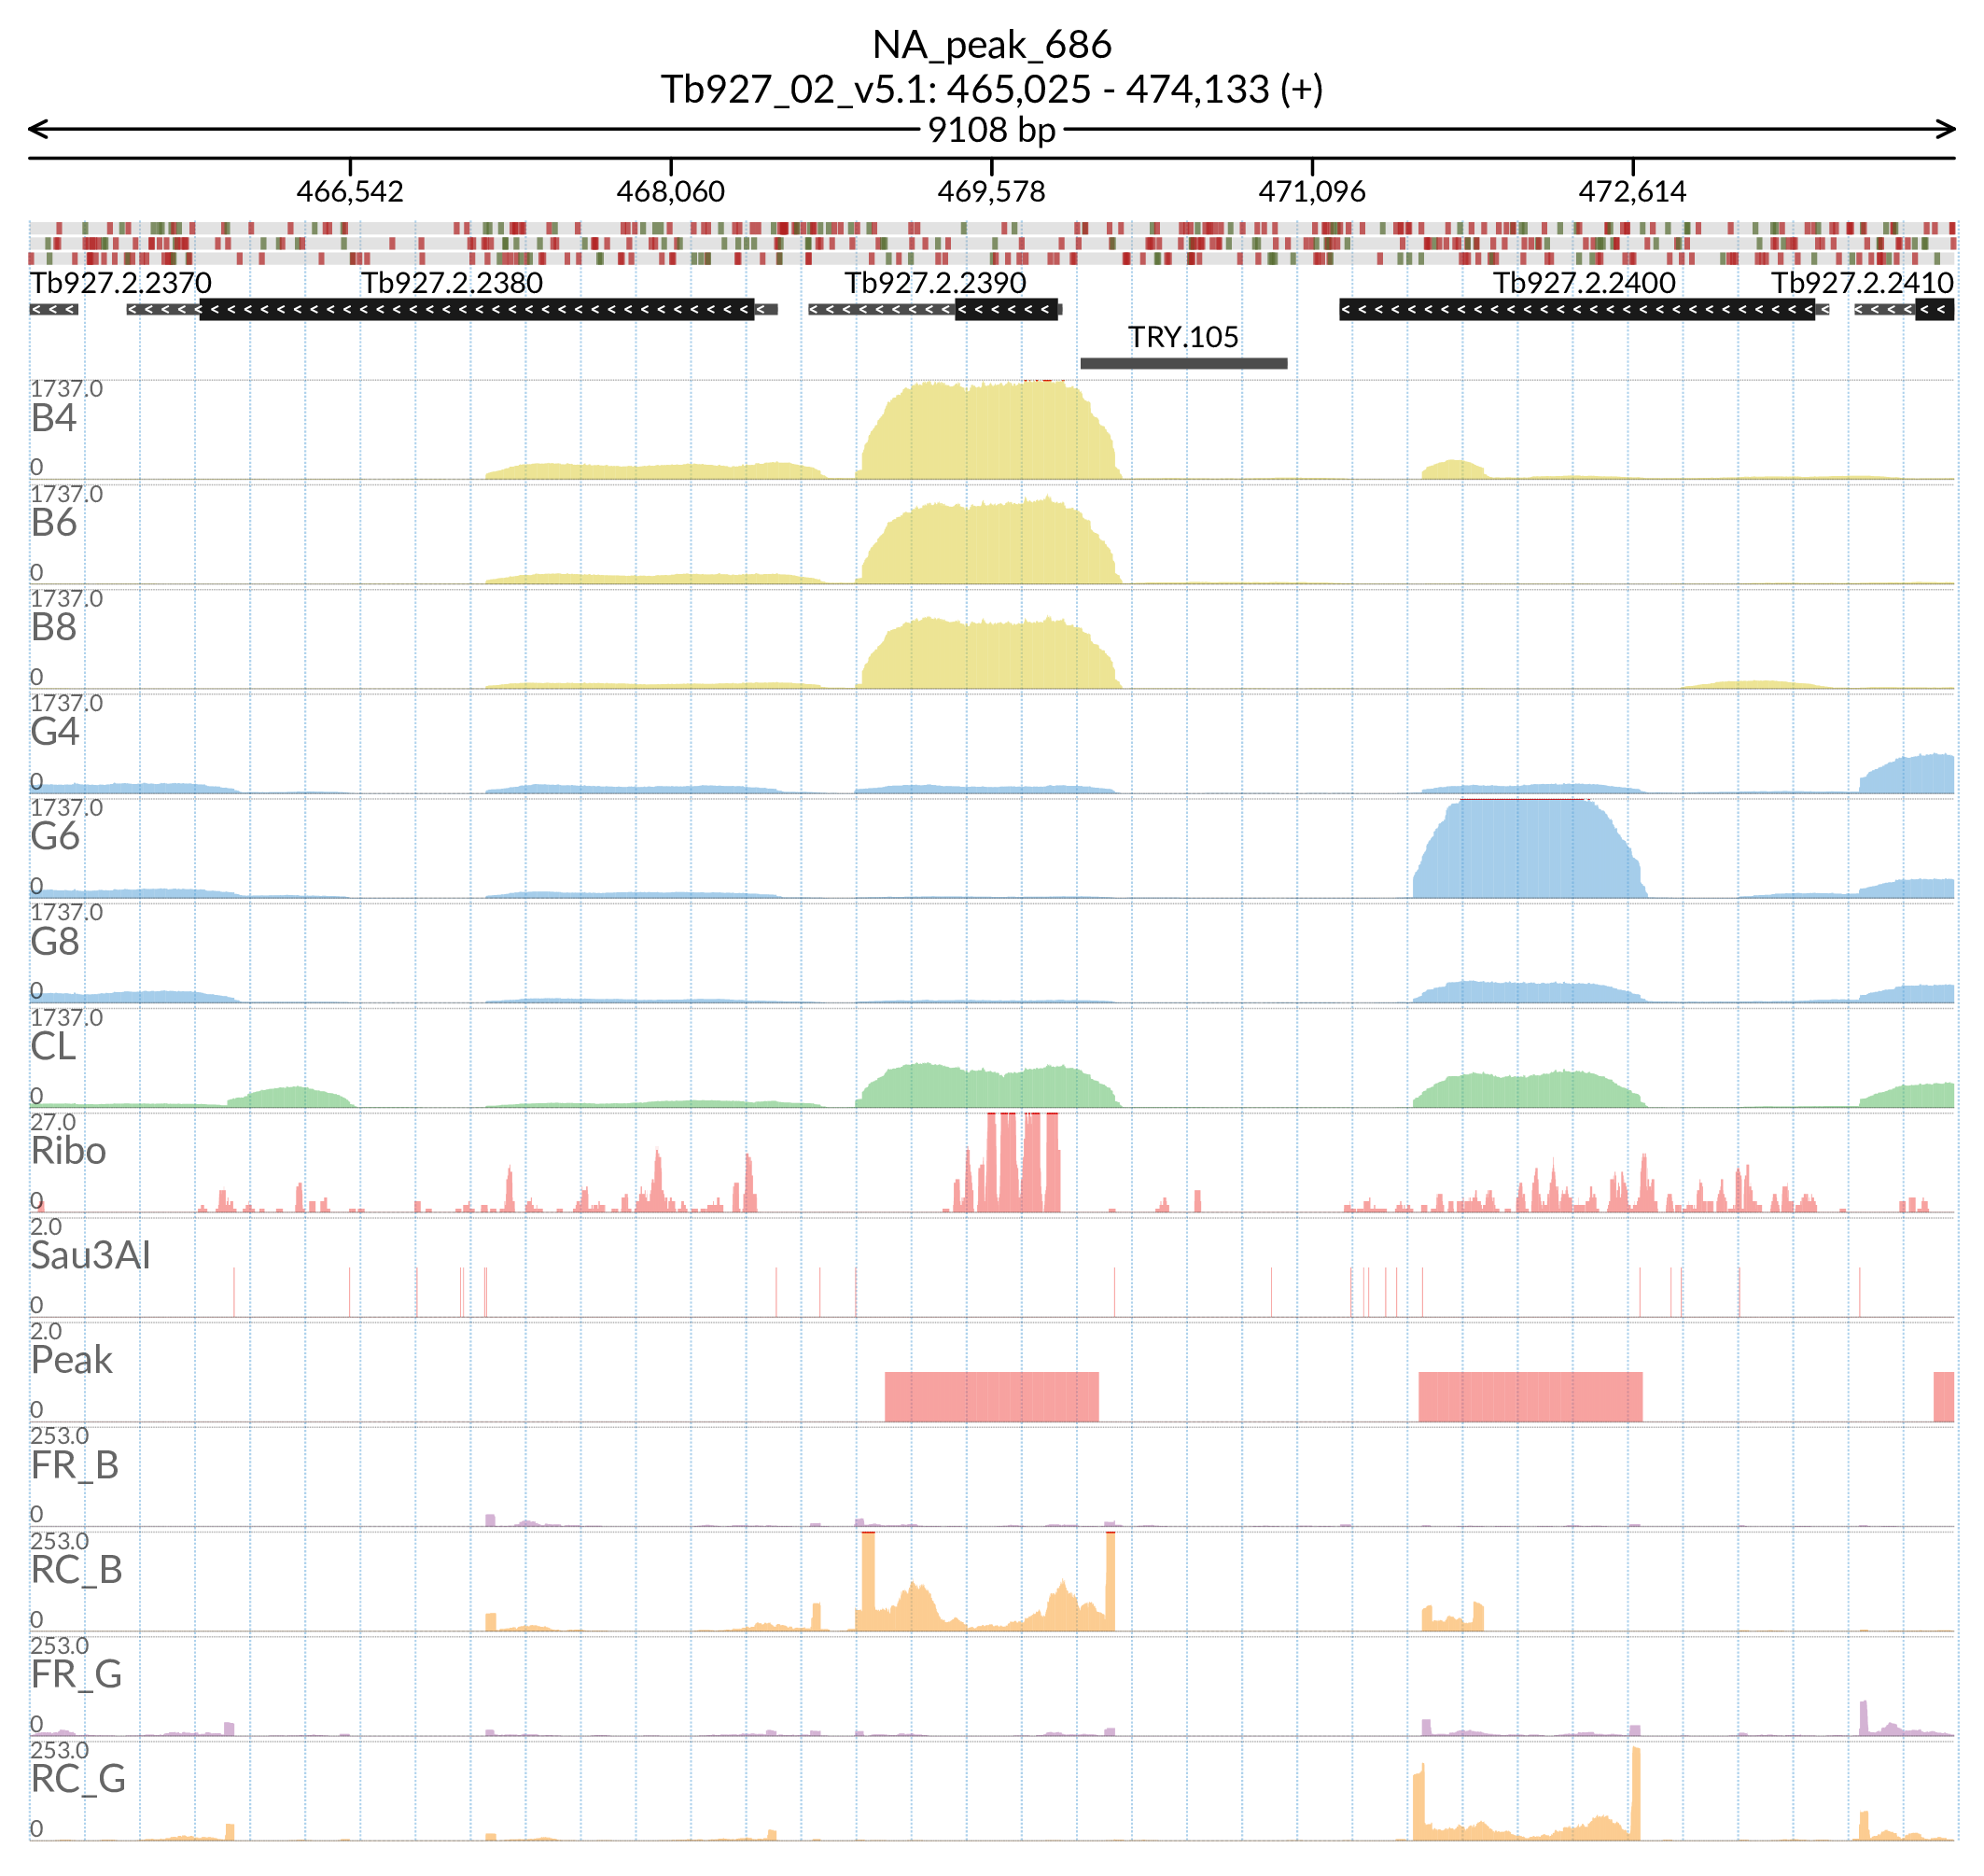 NA_peak_686
Tb927_02_v5.1: 465,025 - 474,133 (+)
9108 bp
466,542 468,060 469,578 471,096 472,614
Tb927.2.2370 Tb927.2.2380 Tb927.2.2390 Tb927.2.2400 Tb927.2.2410
TRY.105
1737.0
B4
0
1737.0
B6
0
1737.0
B8
0
1737.0
G4
0
1737.0
G6
0
1737.0
G8
0
1737.0
CL
0
27.0
Ribo
0
2.0
Sau3AI
0
2.0
Peak
0
253.0
FR_B
0
253.0
RC_B
0
253.0
FR_G
0
253.0
RC_G
0